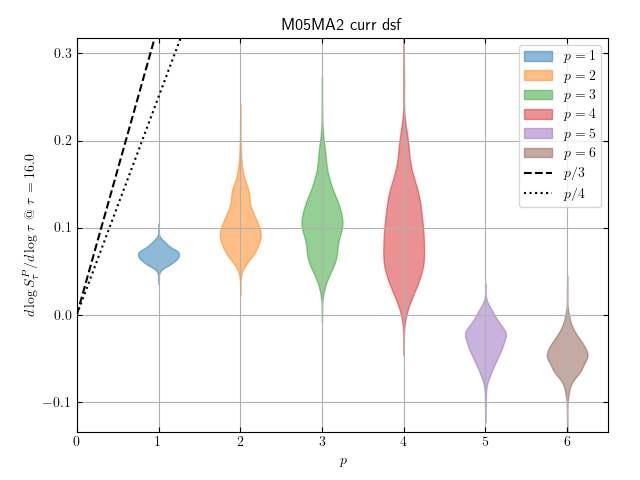 M05MA2 curr dsf
d log S_τ^P / d log τ @ τ = 16.0
0.3
0.2
0.1
0.0
−0.1
0 1 2 3 4 5 6
p
p = 1
p = 2
p = 3
p = 4
p = 5
p = 6
p/3
p/4